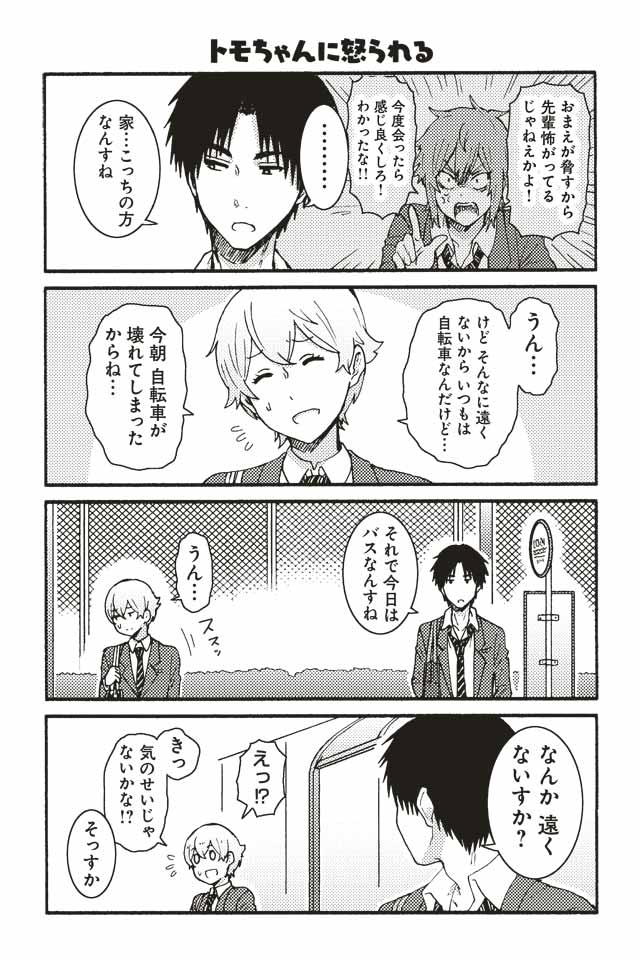 トモちゃんに怒られる
おまえが脅すから
先輩怖がってる
じゃねえかよ!
今度会ったら
感じ良くしろ!
わかったな!!
………
家…こっちの方
なんすね
うん…
けど そんなに遠く
ないから いつもは
自転車なんだけど…
今朝 自転車が
壊れてしまった
からね…
それで今日は
バスなんすね
うん…
スススッ
なんか 遠く
ないすか?
えっ!?
きっ
気のせいじゃ
ないかな!?
そっすか